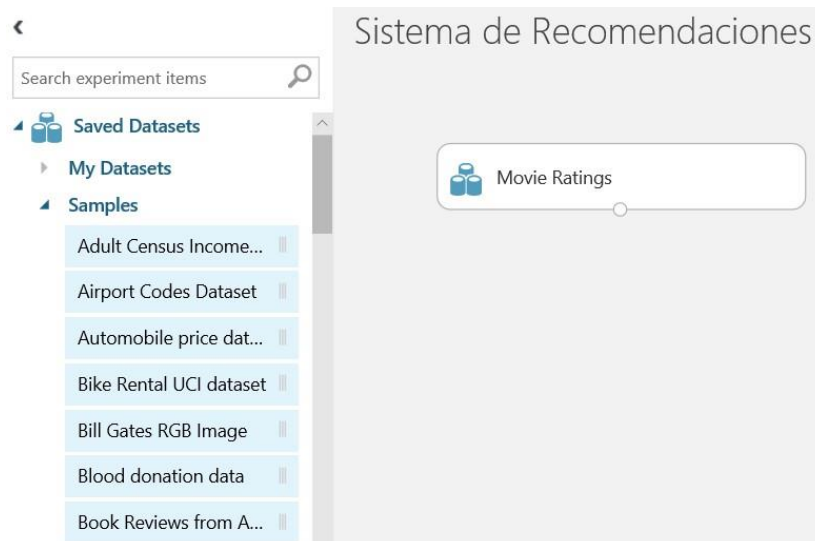 Sistema de Recomendaciones
Search experiment items
Saved Datasets
My Datasets
Samples
Adult Census Income...
Airport Codes Dataset
Automobile price dat...
Bike Rental UCI dataset
Bill Gates RGB Image
Blood donation data
Book Reviews from A...
Movie Ratings